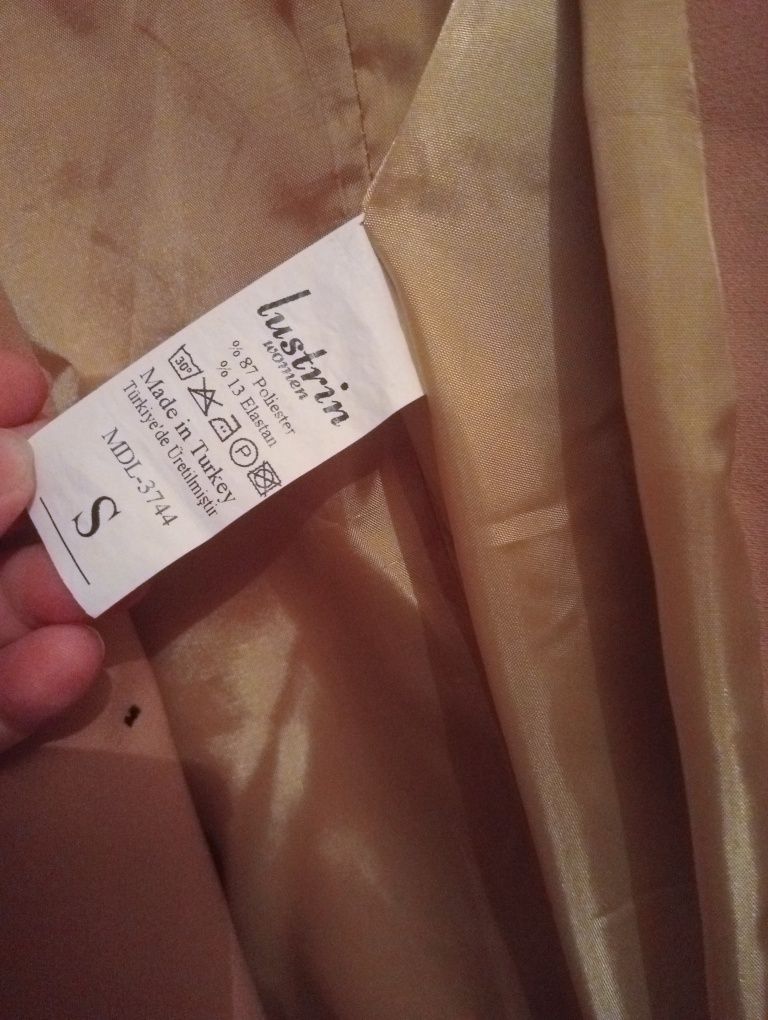 lustrin
women
% 87 Poliester
% 13 Elastan
30° P
Made in Turkey
Türkiye'de Üretilmiştir
MDL-3744
S